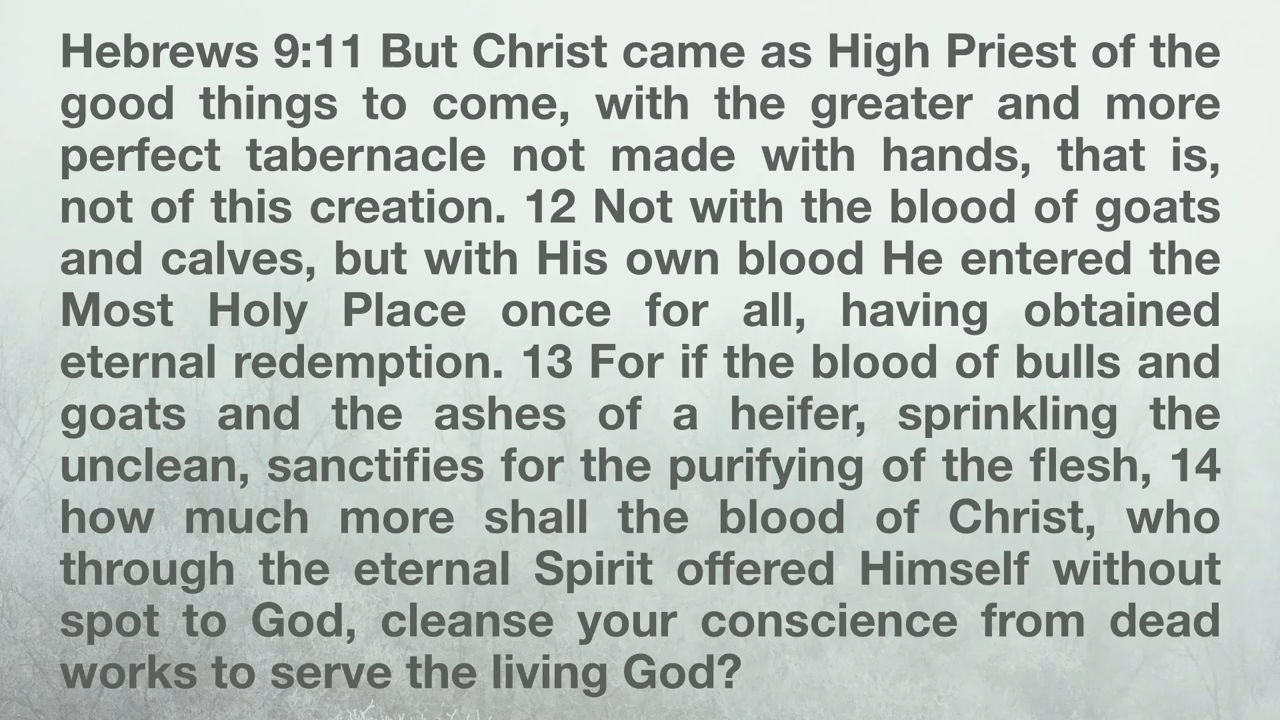 Hebrews 9:11 But Christ came as High Priest of the
good things to come, with the greater and more
perfect tabernacle not made with hands, that is,
not of this creation. 12 Not with the blood of goats
and calves, but with His own blood He entered the
Most Holy Place once for all, having obtained
eternal redemption. 13 For if the blood of bulls and
goats and the ashes of a heifer, sprinkling the
unclean, sanctifies for the purifying of the flesh, 14
how much more shall the blood of Christ, who
through the eternal Spirit offered Himself without
spot to God, cleanse your conscience from dead
works to serve the living God?